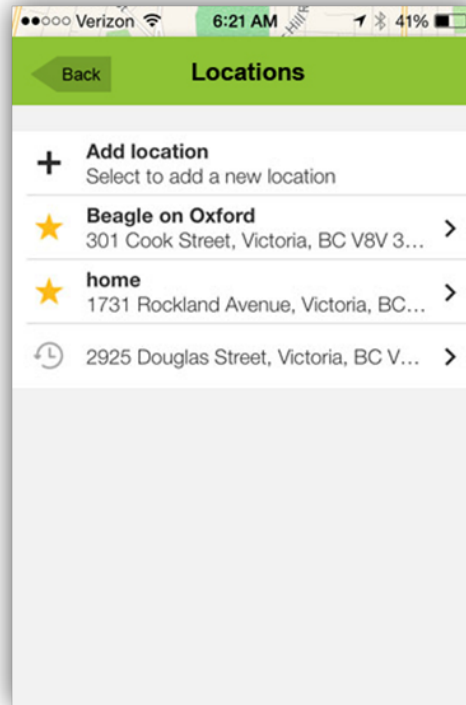 Verizon 6:21 AM 41%
Back Locations
Add location
Select to add a new location
Beagle on Oxford
301 Cook Street, Victoria, BC V8V 3...
home
1731 Rockland Avenue, Victoria, BC...
2925 Douglas Street, Victoria, BC V...